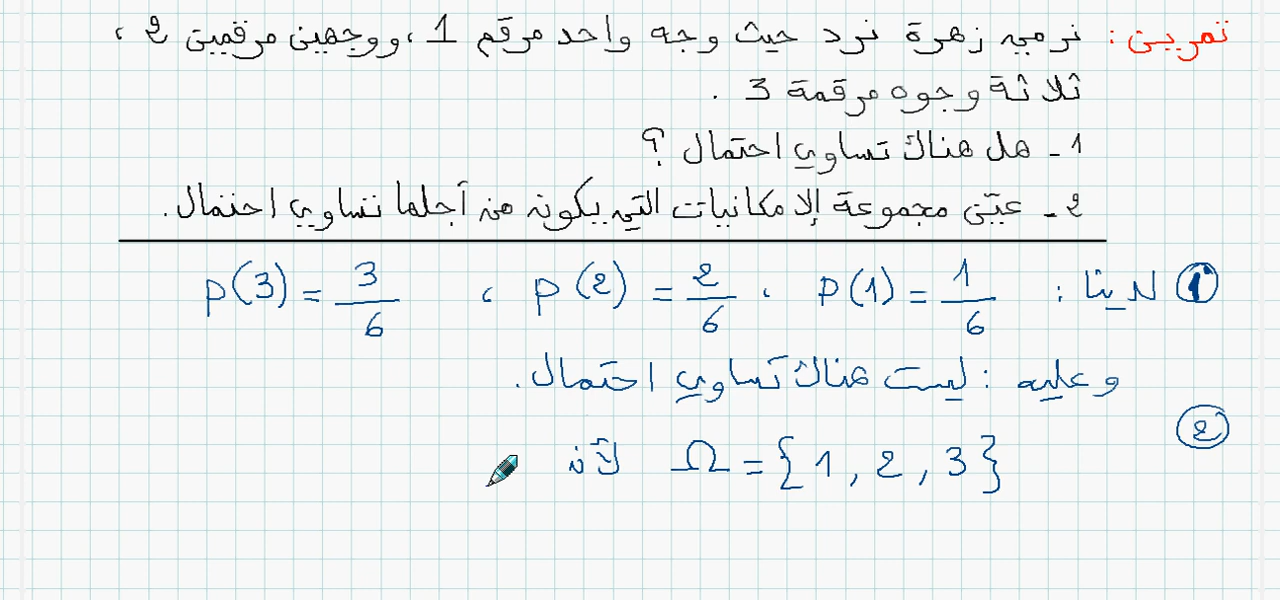 تمرين: نرمي زهرة نرد حيث وجه واحد مرقم 1، ووجهين مرقمين 2،
ثلاثة وجوه مرقمة 3.
1- هل هناك تساوي احتمال؟
2- عيّن مجموعة الإمكانيات التي يكون من أجلها تساوي احتمال.
① لدينا: P(1) = 1/6، P(2) = 2/6، P(3) = 3/6
وعليه: ليست هناك تساوي احتمال.
②
Ω = {1, 2, 3} لأن